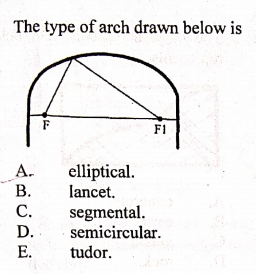 The type of arch drawn below is
F
F1
A. elliptical.
B. lancet.
C. segmental.
D. semicircular.
E. tudor.